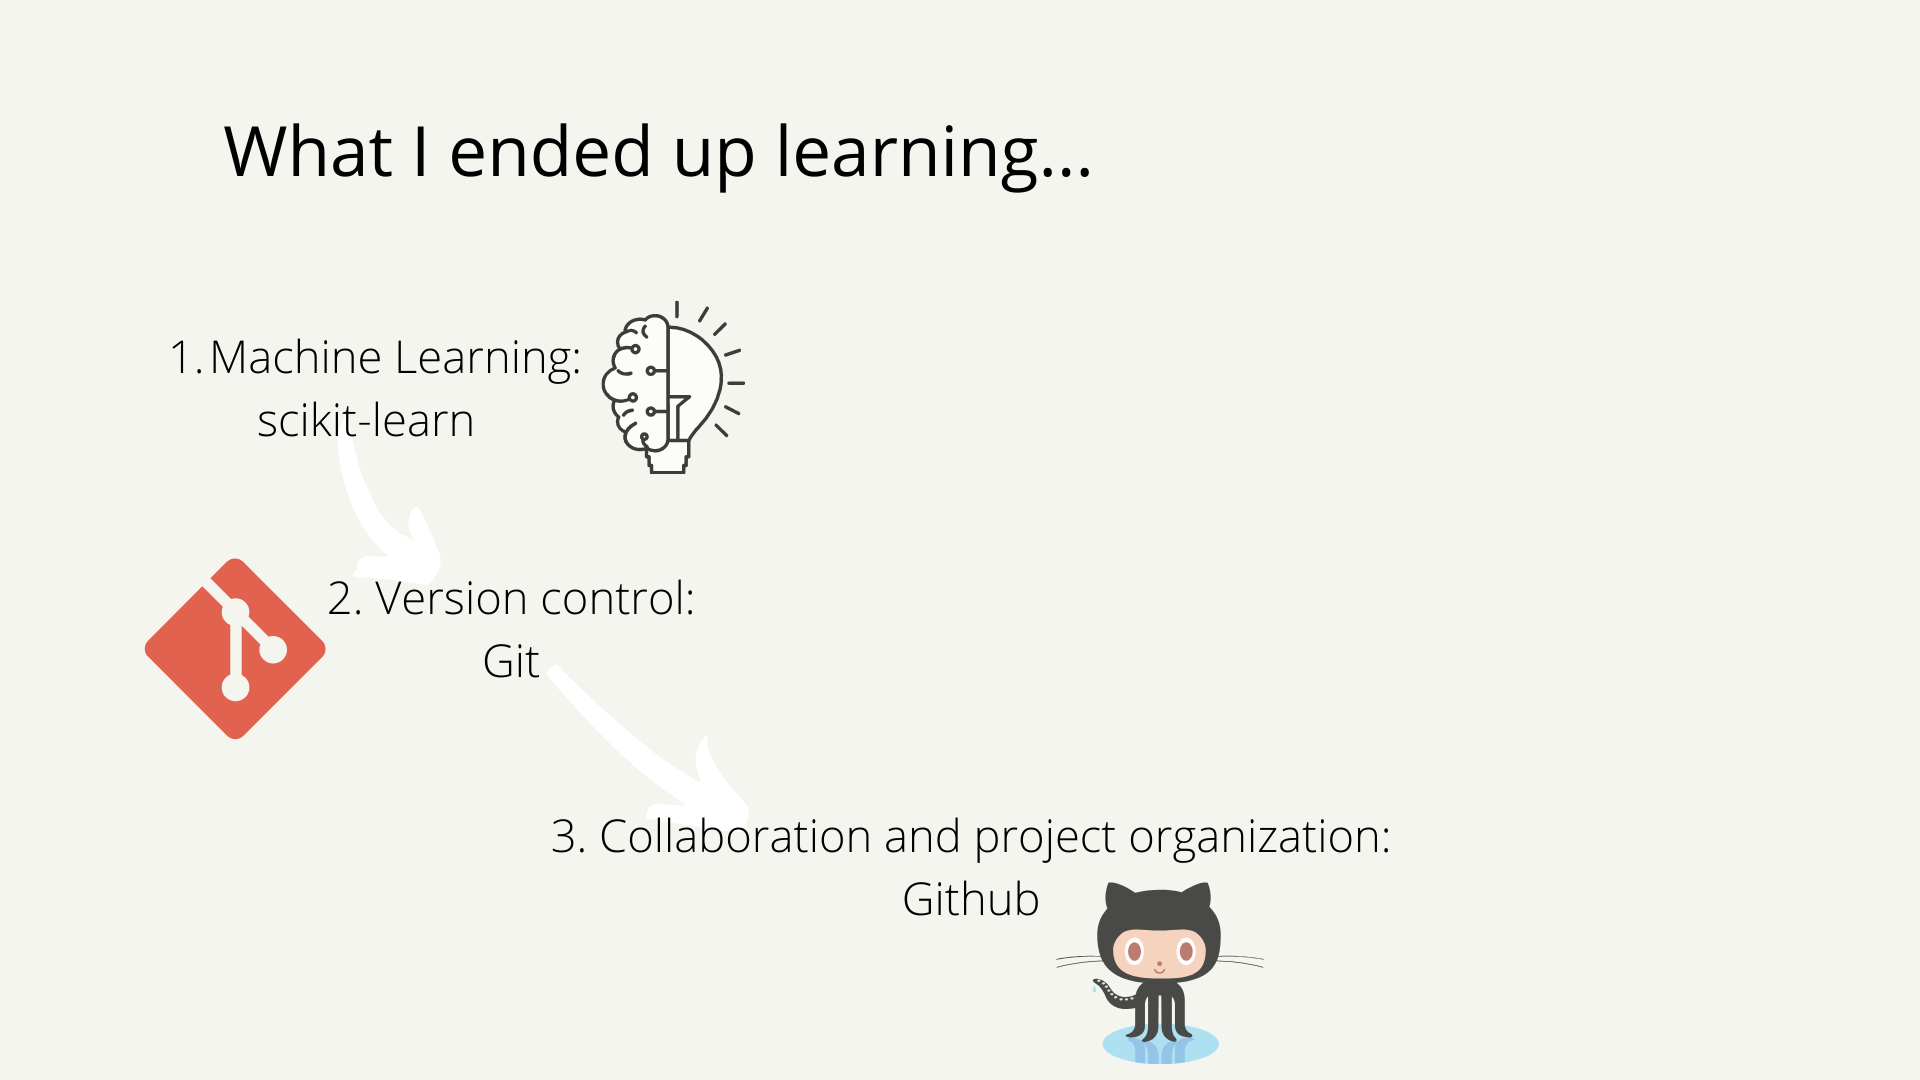 What I ended up learning...
1. Machine Learning:
scikit-learn
2. Version control:
Git
3. Collaboration and project organization:
Github